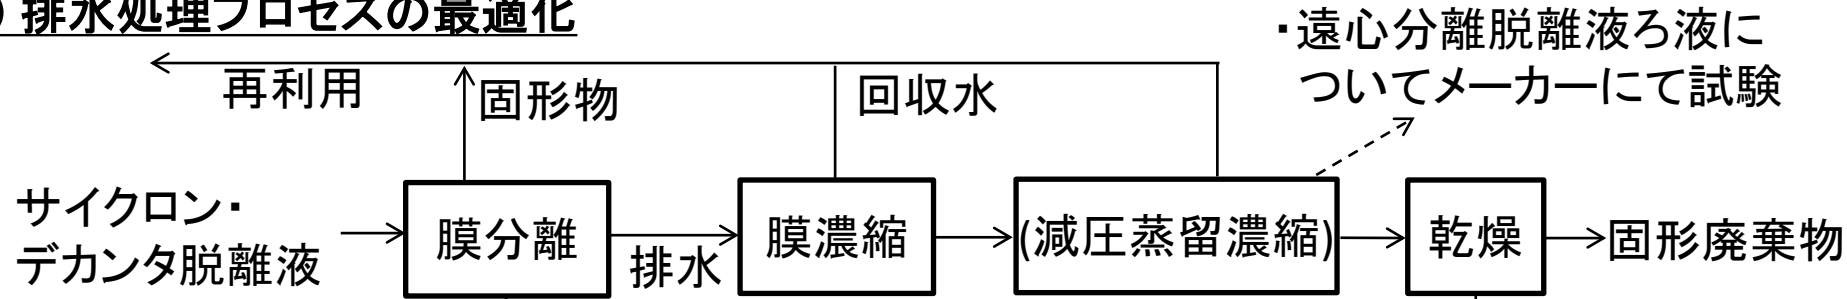 ) 排水処理プロセスの最適化
・遠心分離脱離液ろ液に
ついてメーカーにて試験
再利用
固形物
回収水
サイクロン・
デカンタ脱離液
膜分離
排水
膜濃縮
(減圧蒸留濃縮)
乾燥
固形廃棄物